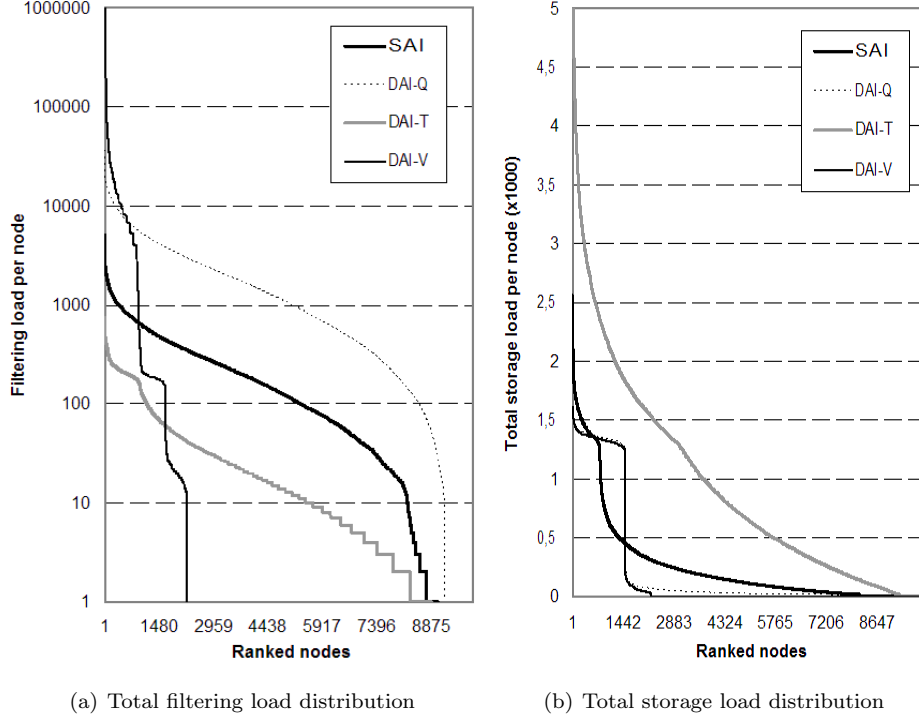 1000000
100000
10000
1000
100
10
1
Filtering load per node
SAI
DAI-Q
DAI-T
DAI-V
1 1480 2959 4438 5917 7396 8875
Ranked nodes
(a) Total filtering load distribution
5
4,5
4
3,5
3
2,5
2
1,5
1
0,5
0
Total storage load per node (x1000)
SAI
DAI-Q
DAI-T
DAI-V
1 1442 2883 4324 5765 7206 8647
Ranked nodes
(b) Total storage load distribution